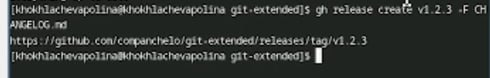 [khokhlachevapolina@khokhlachevapolina git-extended]$ gh release create v1.2.3 -F CH
ANGELOG.md
https://github.com/companchelo/git-extended/releases/tag/v1.2.3
[khokhlachevapolina@khokhlachevapolina git-extended]$